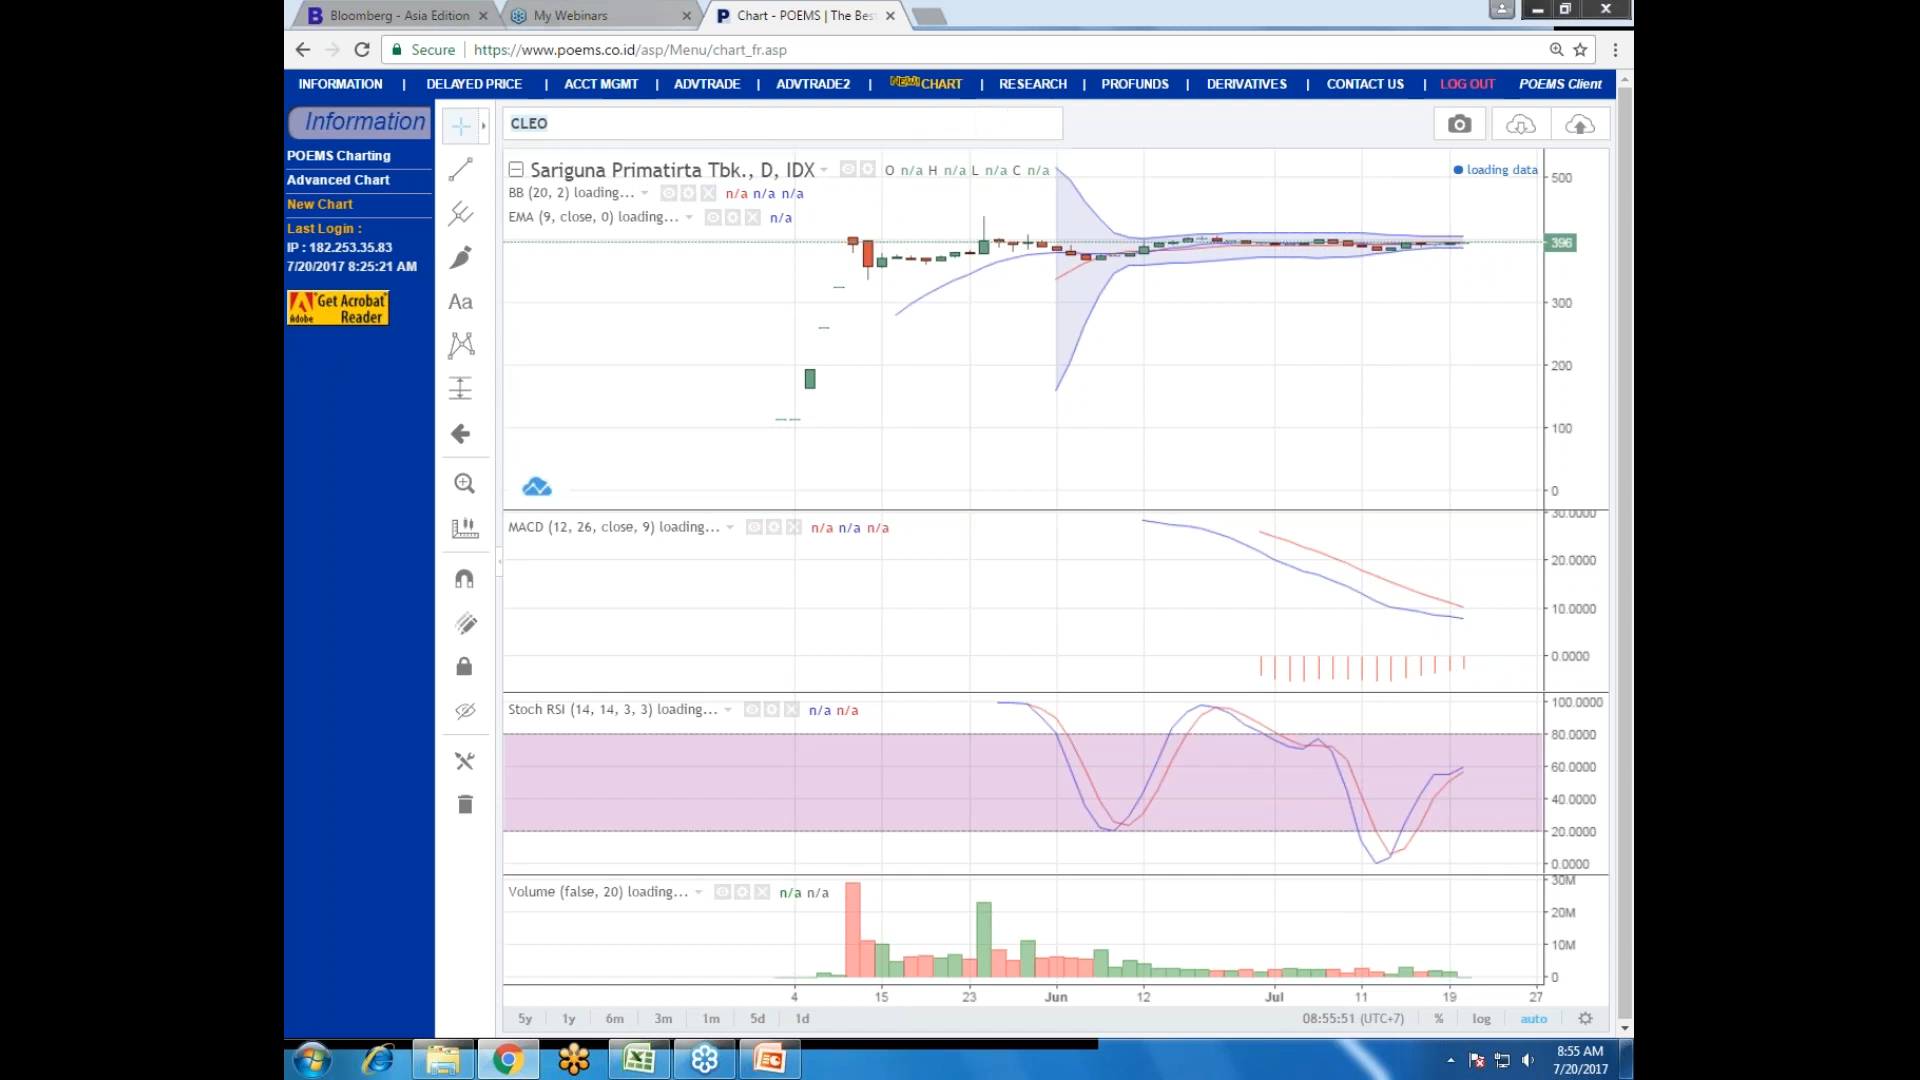 Bloomberg - Asia Edition
My Webinars
Chart - POEMS | The Bes
Secure | https://www.poems.co.id/asp/Menu/chart_fr.asp
INFORMATION | DELAYED PRICE | ACCT MGMT | ADVTRADE | ADVTRADE2 | NEW! CHART | RESEARCH | PROFUNDS | DERIVATIVES | CONTACT US | LOG OUT POEMS Client
Information
POEMS Charting
Advanced Chart
New Chart
Last Login :
IP : 182.253.35.83
7/20/2017 8:25:21 AM
Get Acrobat
Adobe Reader
Aa
CLEO
Sariguna Primatirta Tbk., D, IDX O n/a H n/a L n/a C n/a
loading data
BB (20, 2) loading... n/a n/a n/a
EMA (9, close, 0) loading... n/a
500
396
300
200
100
0
MACD (12, 26, close, 9) loading... n/a n/a n/a
30.0000
20.0000
10.0000
0.0000
Stoch RSI (14, 14, 3, 3) loading... n/a n/a
100.0000
80.0000
60.0000
40.0000
20.0000
0.0000
Volume (false, 20) loading... n/a n/a
30M
20M
10M
0
4 15 23 Jun 12 Jul 11 19 27
5y 1y 6m 3m 1m 5d 1d 08:55:51 (UTC+7) % log auto
8:55 AM
7/20/2017